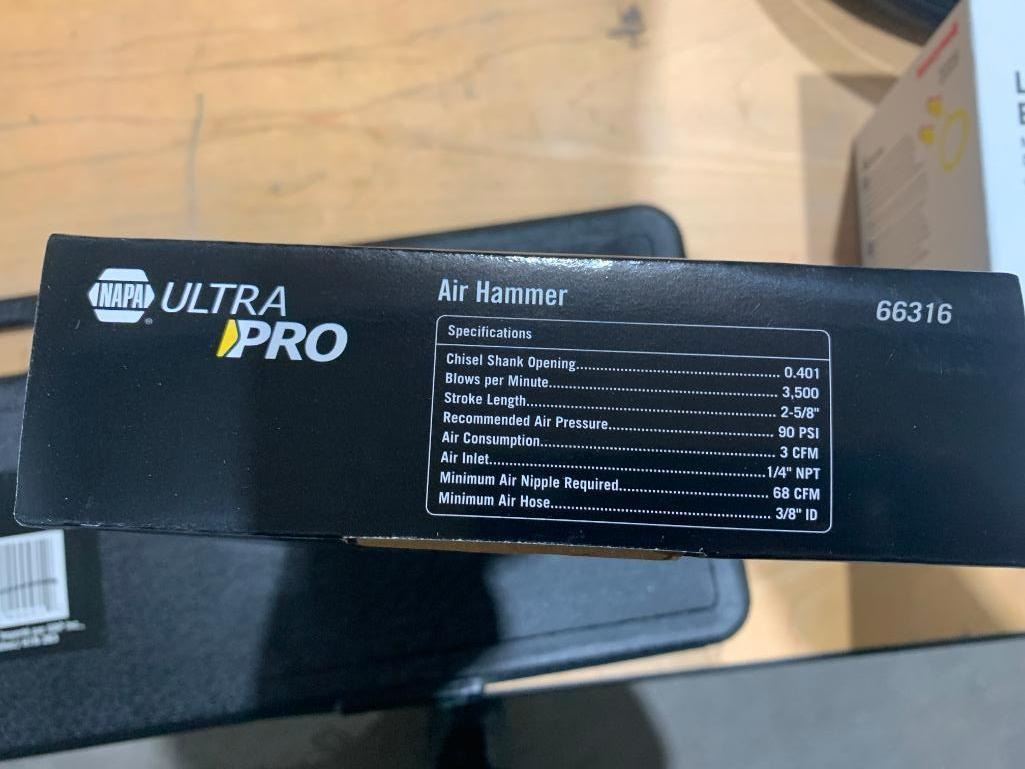 NAPA ULTRA
PRO
Air Hammer
66316
Specifications
Chisel Shank Opening.......................................... 0.401
Blows per Minute................................................. 3,500
Stroke Length..................................................... 2-5/8"
Recommended Air Pressure................................... 90 PSI
Air Consumption.................................................. 3 CFM
Air Inlet............................................................1/4" NPT
Minimum Air Nipple Required................................ 68 CFM
Minimum Air Hose............................................... 3/8" ID